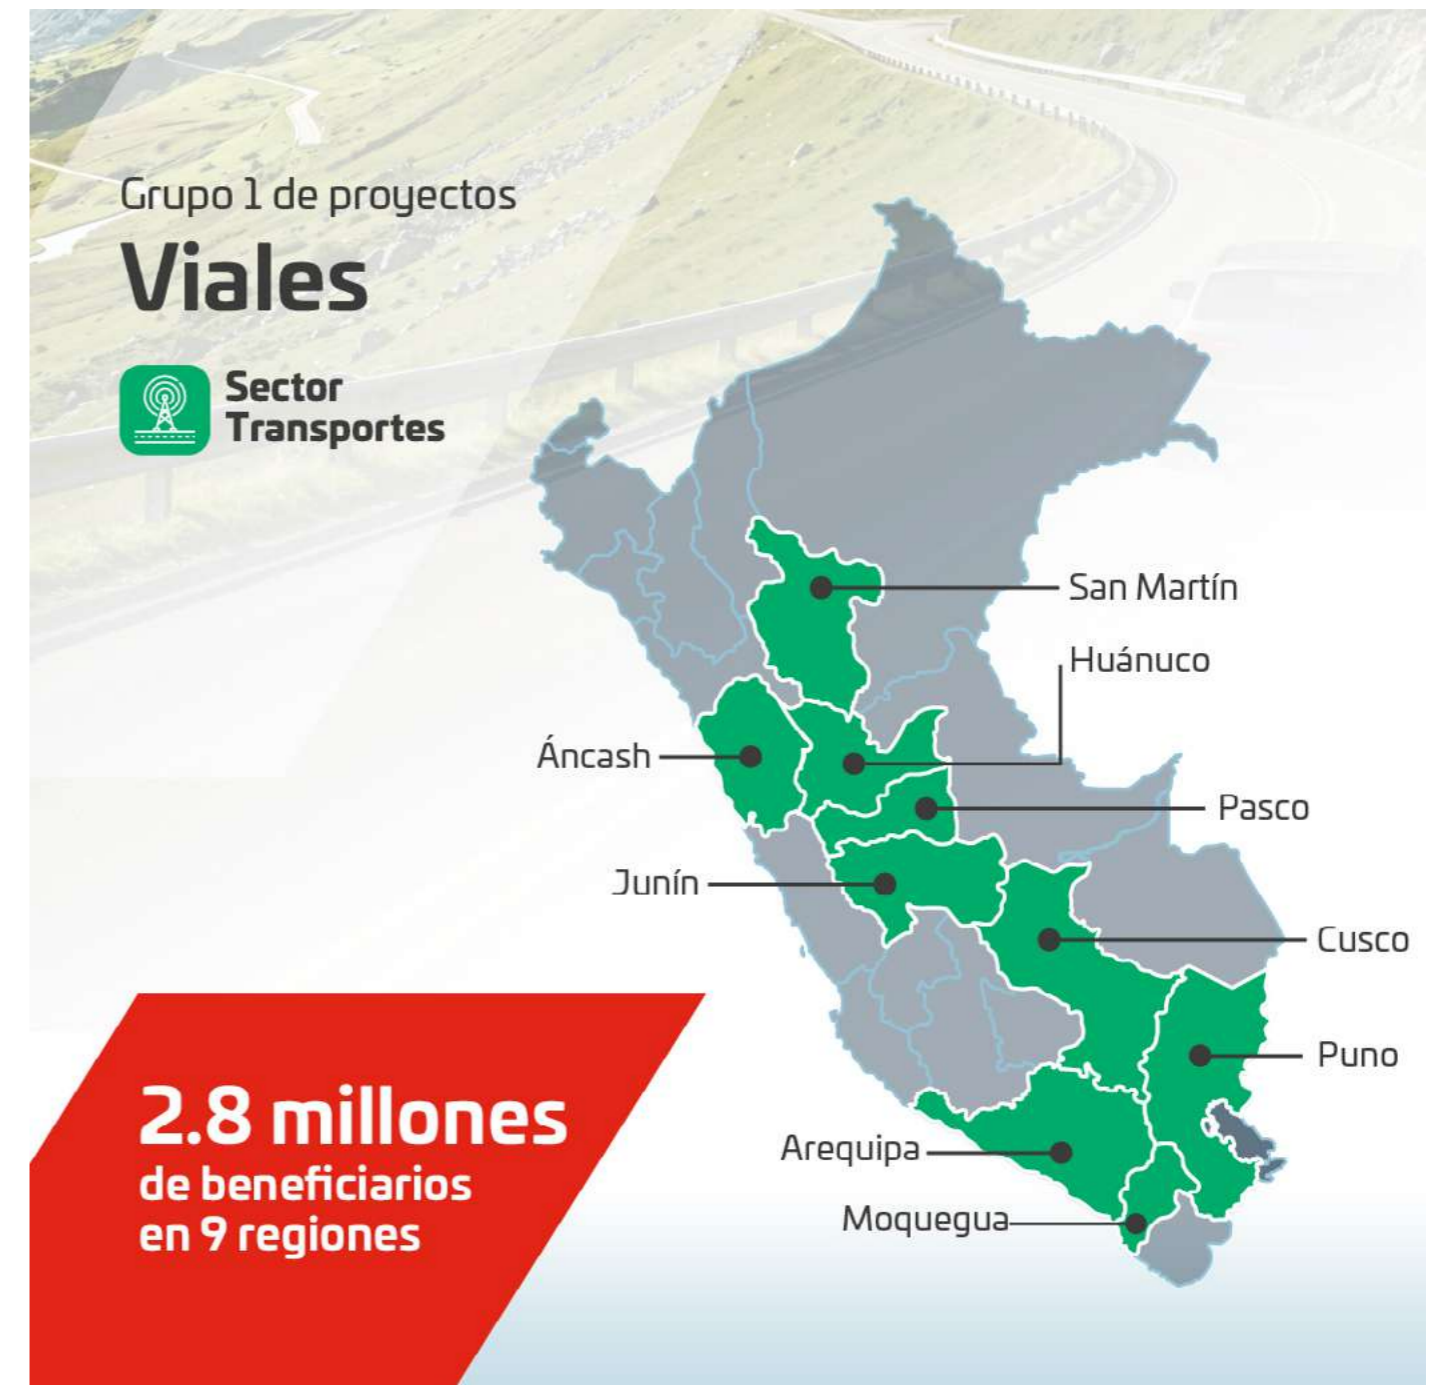 Grupo 1 de proyectos
Viales
Sector
Transportes
San Martín
Huánuco
Áncash
Pasco
Junín
Cusco
Puno
Arequipa
Moquegua
2.8 millones
de beneficiarios
en 9 regiones